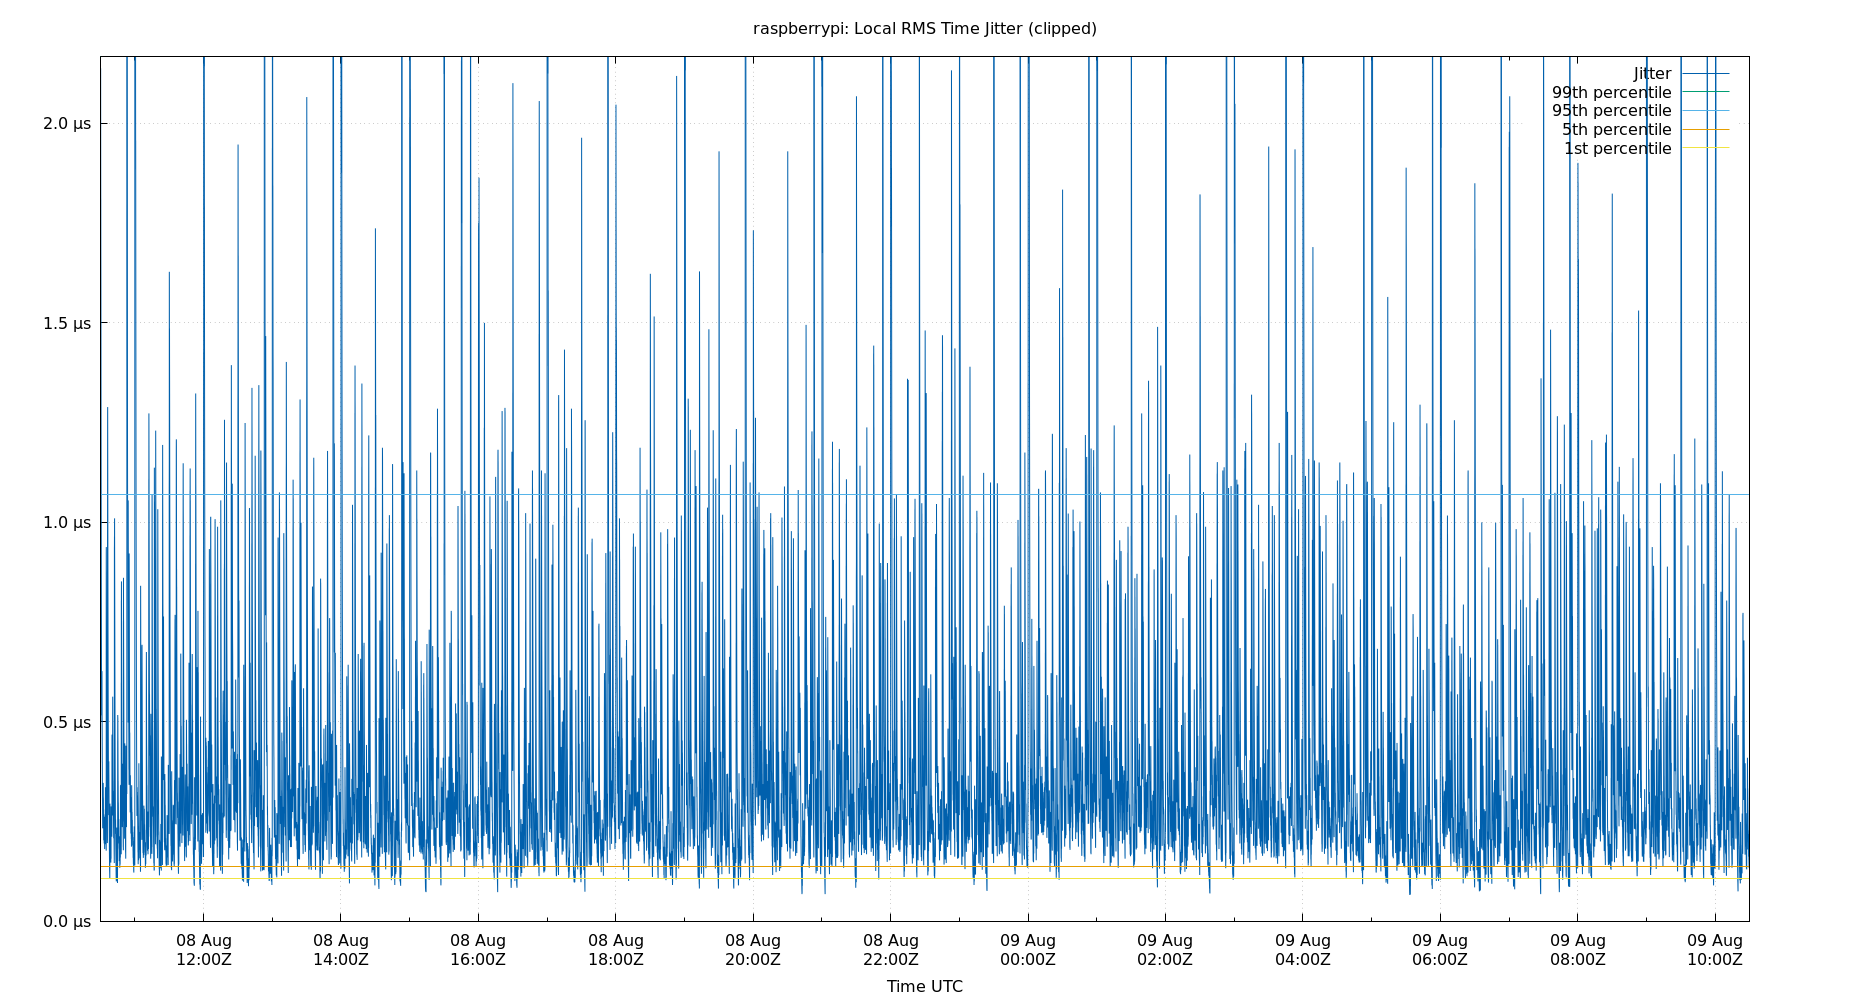 raspberrypi: Local RMS Time Jitter (clipped)
Jitter
99th percentile
95th percentile
5th percentile
1st percentile
2.0 µs
1.5 µs
1.0 µs
0.5 µs
0.0 µs
08 Aug 08 Aug 08 Aug 08 Aug 08 Aug 08 Aug 09 Aug 09 Aug 09 Aug 09 Aug 09 Aug 09 Aug
12:00Z 14:00Z 16:00Z 18:00Z 20:00Z 22:00Z 00:00Z 02:00Z 04:00Z 06:00Z 08:00Z 10:00Z
Time UTC